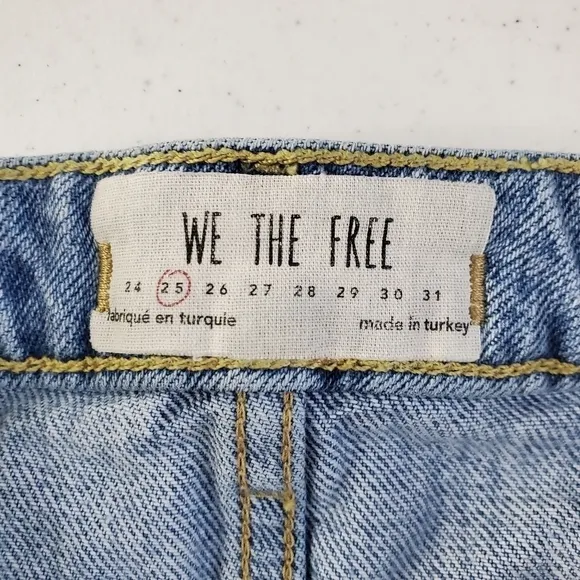 WE THE FREE
24 25 26 27 28 29 30 31
fabriqué en turquie made in turkey